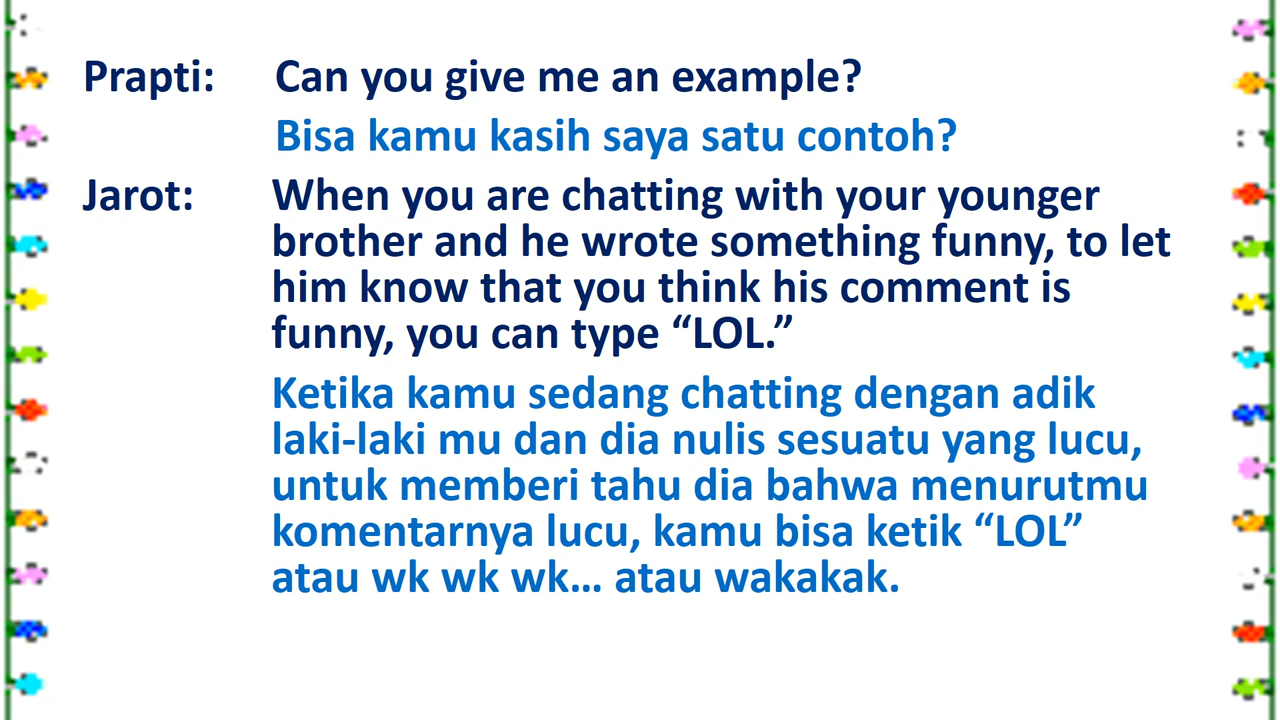 Prapti: Can you give me an example?
Bisa kamu kasih saya satu contoh?
Jarot: When you are chatting with your younger
brother and he wrote something funny, to let
him know that you think his comment is
funny, you can type “LOL.”
Ketika kamu sedang chatting dengan adik
laki-laki mu dan dia nulis sesuatu yang lucu,
untuk memberi tahu dia bahwa menurutmu
komentarnya lucu, kamu bisa ketik “LOL”
atau wk wk wk... atau wakakak.